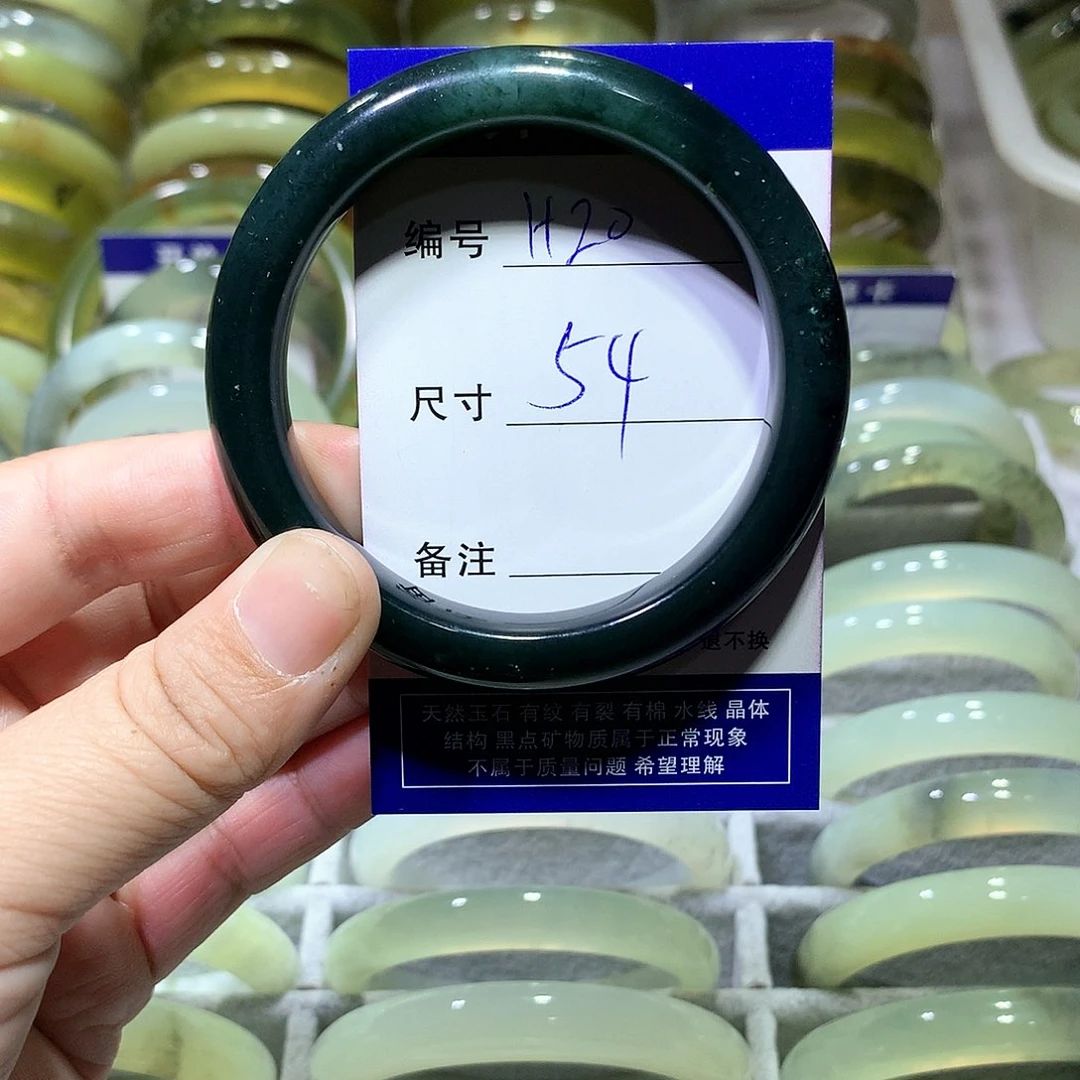 编号 H20
尺寸 54
备注
退不换
天然玉石 有纹 有裂 有棉 水线 晶体
结构 黑点矿物质属于正常现象
不属于质量问题 希望理解
卡